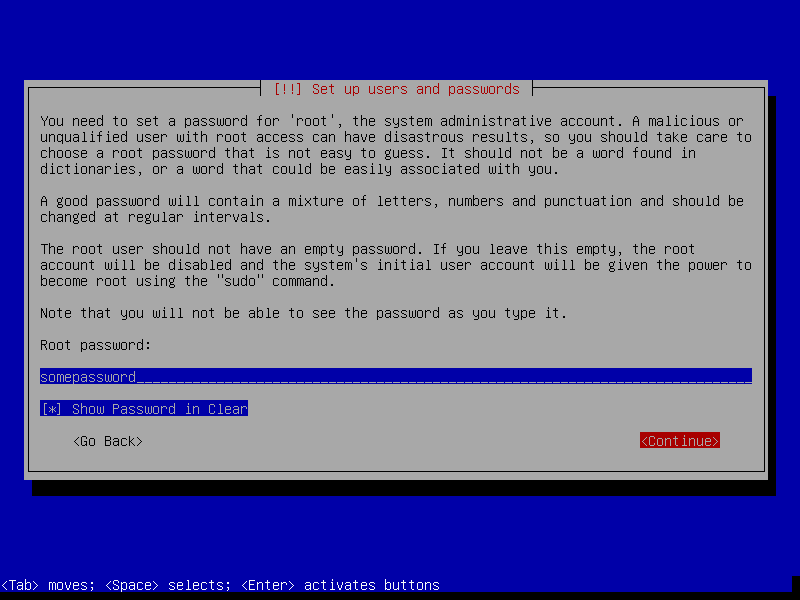 [!!] Set up users and passwords
You need to set a password for 'root', the system administrative account. A malicious or
unqualified user with root access can have disastrous results, so you should take care to
choose a root password that is not easy to guess. It should not be a word found in
dictionaries, or a word that could be easily associated with you.
A good password will contain a mixture of letters, numbers and punctuation and should be
changed at regular intervals.
The root user should not have an empty password. If you leave this empty, the root
account will be disabled and the system's initial user account will be given the power to
become root using the "sudo" command.
Note that you will not be able to see the password as you type it.
Root password:
somepassword_____________________________________________________________________________
[*] Show Password in Clear
<Go Back> <Continue>
<Tab> moves; <Space> selects; <Enter> activates buttons